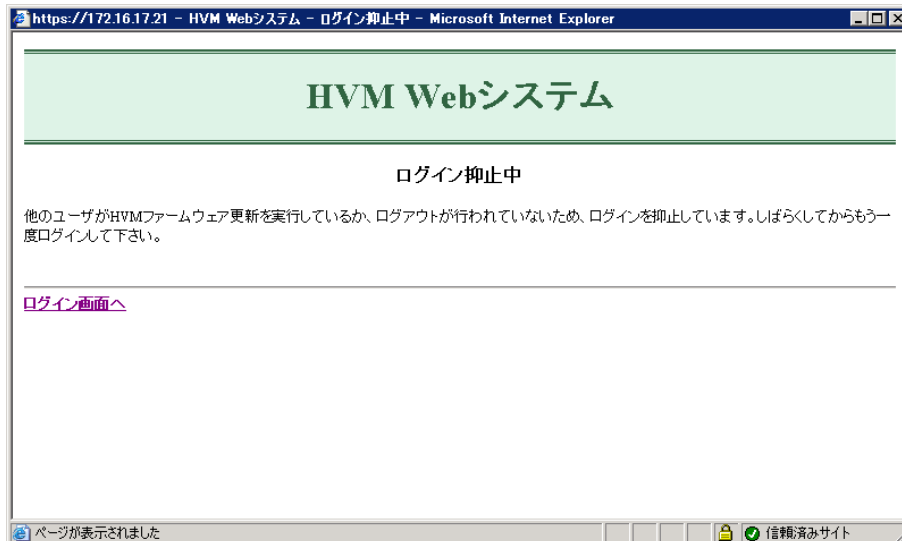 https://172.16.17.21 - HVM Webシステム - ログイン抑止中 - Microsoft Internet Explorer
HVM Webシステム
ログイン抑止中
他のユーザがHVMファームウェア更新を実行しているか、ログアウトが行われていないため、ログインを抑止しています。しばらくしてからもう一
度ログインして下さい。
ログイン画面へ
ページが表示されました
信頼済みサイト